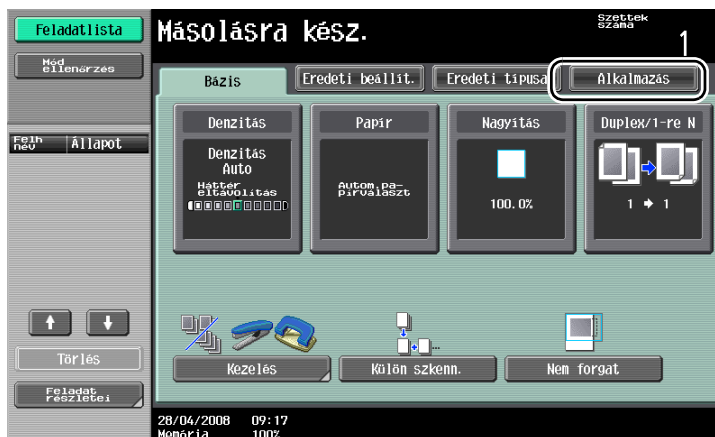 Feladatlista
Másolásra kész.
Szettek
száma
1
Mód
ellenőrzés
Bázis
Eredeti beállít.
Eredeti típusa
Alkalmazás
Felh
név
Állapot
Denzitás
Denzitás
Auto
Háttér
eltávolítás
Papír
Autom.pa-
pírválaszt
Nagyítás
100.0%
Duplex/1-re N
1 → 1
Törlés
Feladat
részletei
Kezelés
...
Külön szkenn.
Nem forgat
28/04/2008 09:17
Memória 100%